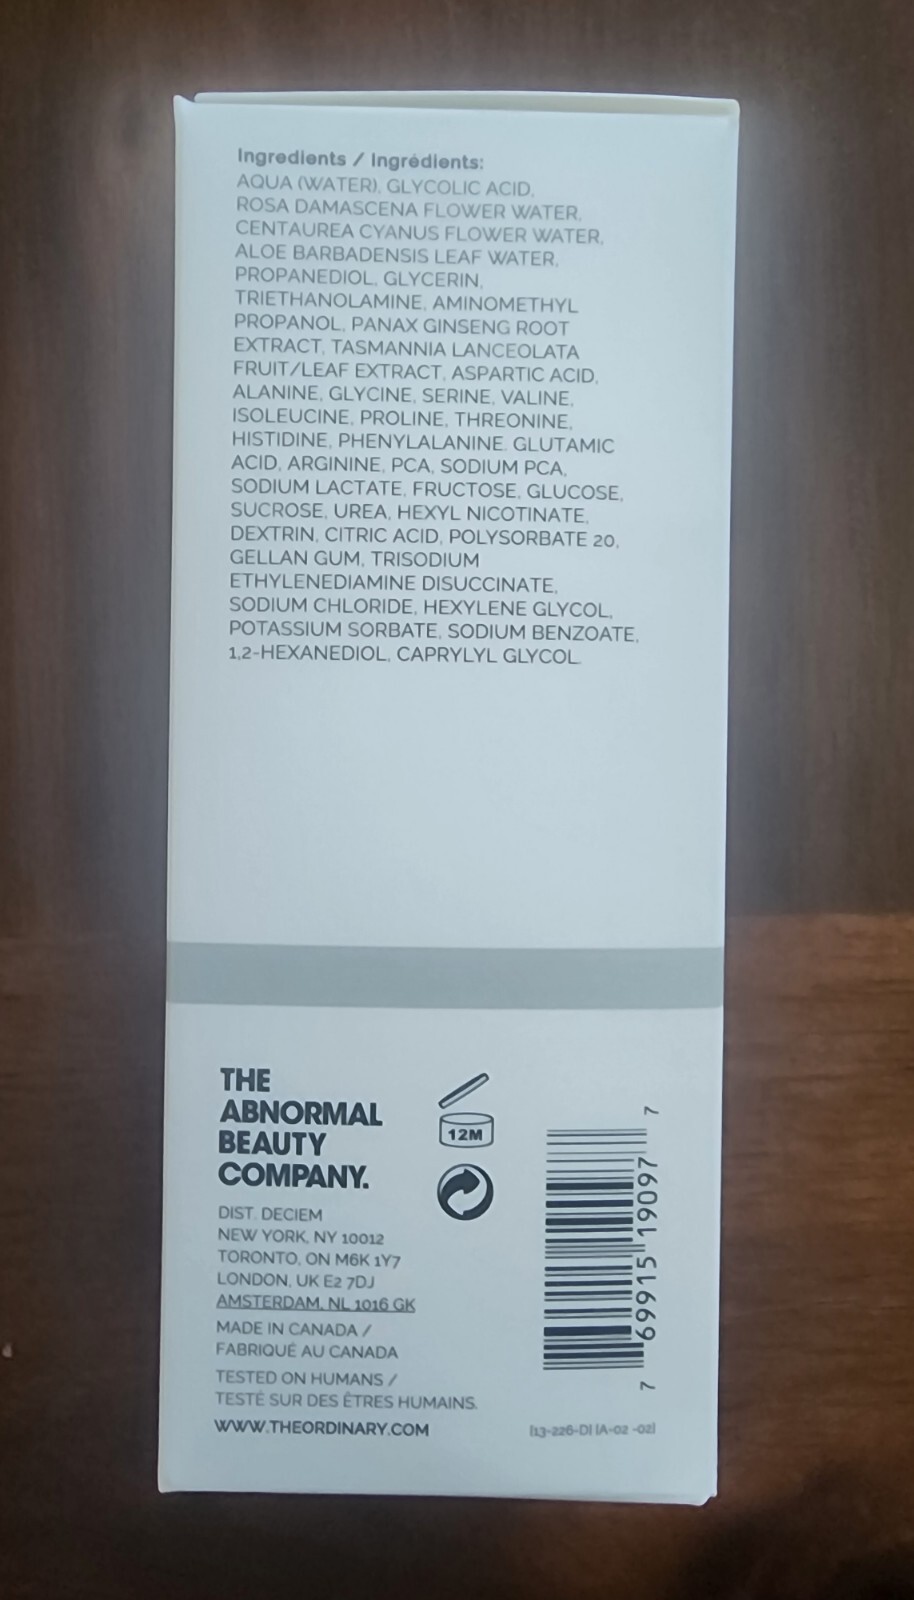 Ingredients / Ingrédients:
AQUA (WATER), GLYCOLIC ACID,
ROSA DAMASCENA FLOWER WATER,
CENTAUREA CYANUS FLOWER WATER,
ALOE BARBADENSIS LEAF WATER,
PROPANEDIOL, GLYCERIN,
TRIETHANOLAMINE, AMINOMETHYL
PROPANOL, PANAX GINSENG ROOT
EXTRACT, TASMANNIA LANCEOLATA
FRUIT/LEAF EXTRACT, ASPARTIC ACID,
ALANINE, GLYCINE, SERINE, VALINE,
ISOLEUCINE, PROLINE, THREONINE,
HISTIDINE, PHENYLALANINE, GLUTAMIC
ACID, ARGININE, PCA, SODIUM PCA,
SODIUM LACTATE, FRUCTOSE, GLUCOSE,
SUCROSE, UREA, HEXYL NICOTINATE,
DEXTRIN, CITRIC ACID, POLYSORBATE 20,
GELLAN GUM, TRISODIUM
ETHYLENEDIAMINE DISUCCINATE,
SODIUM CHLORIDE, HEXYLENE GLYCOL,
POTASSIUM SORBATE, SODIUM BENZOATE,
1,2-HEXANEDIOL, CAPRYLYL GLYCOL.
THE
ABNORMAL
BEAUTY
COMPANY.
DIST. DECIEM
NEW YORK, NY 10012
TORONTO, ON M6K 1Y7
LONDON, UK E2 7DJ
AMSTERDAM, NL 1016 GK
MADE IN CANADA /
FABRIQUÉ AU CANADA
TESTED ON HUMANS /
TESTÉ SUR DES ÊTRES HUMAINS.
WWW.THEORDINARY.COM
12M
7 69915 19097 7
[13-226-D] [A-02 -02]